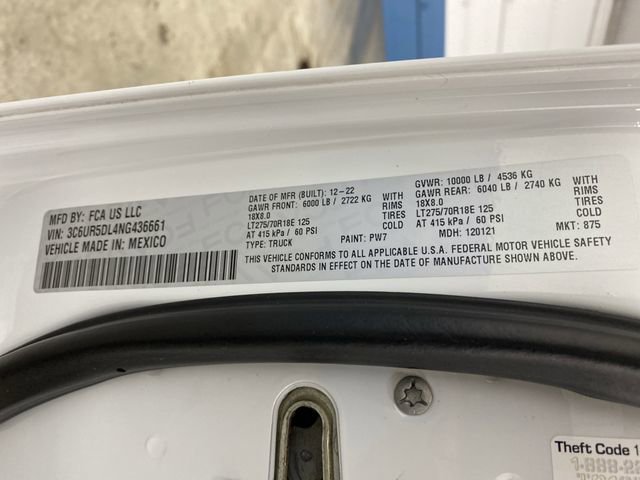 MFD BY: FCA US LLC
VIN: 3C6UR5DL4NG436661
VEHICLE MADE IN: MEXICO
DATE OF MFR (BUILT): 12-22
GAWR FRONT: 6000 LB / 2722 KG WITH
18X8.0 RIMS
LT275/70R18E 125 TIRES
AT 415 kPa / 60 PSI COLD
TYPE: TRUCK PAINT: PW7
GVWR: 10000 LB / 4536 KG
GAWR REAR: 6040 LB / 2740 KG WITH
18X8.0 RIMS
LT275/70R18E 125 TIRES
AT 415 kPa / 60 PSI COLD
MDH: 120121 MKT: 875
THIS VEHICLE CONFORMS TO ALL APPLICABLE U.S.A. FEDERAL MOTOR VEHICLE SAFETY
STANDARDS IN EFFECT ON THE DATE OF MANUFACTURE SHOWN ABOVE.
Theft Code 1